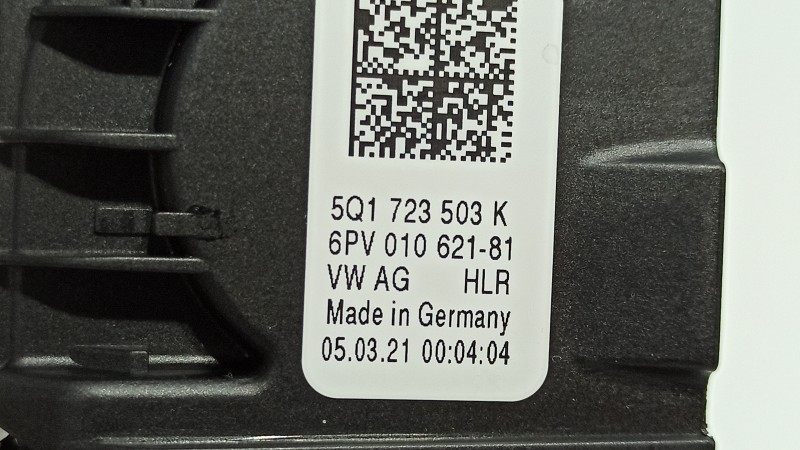 5Q1 723 503 K
6PV 010 621-81
VW AG HLR
Made in Germany
05.03.21 00:04:04